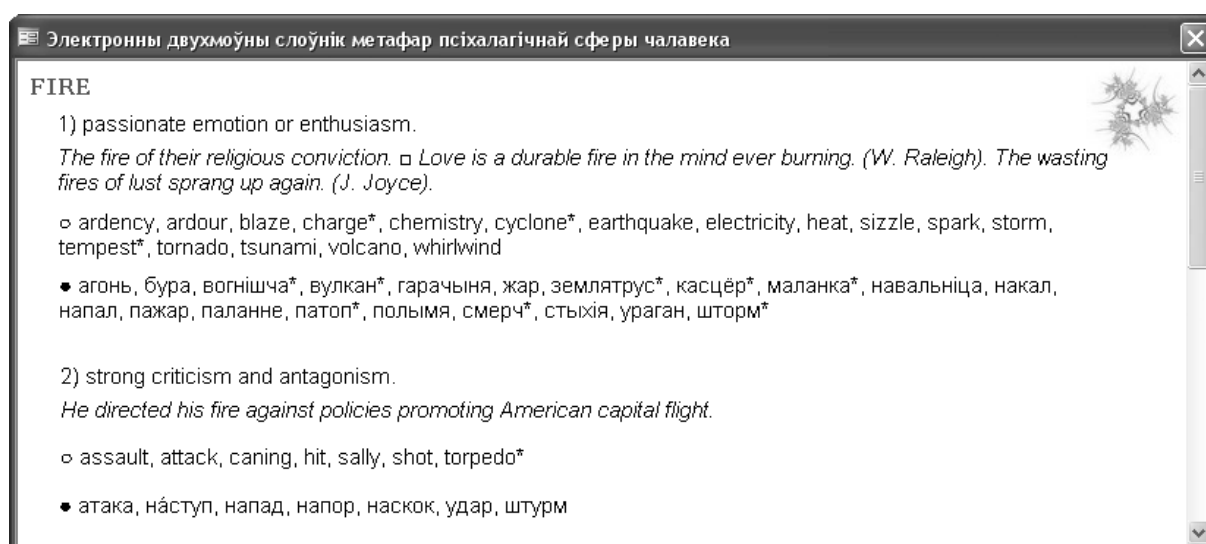 Электронны двухмоўны слоўнік метафар псіхалагічнай сферы чалавека
FIRE
1) passionate emotion or enthusiasm.
The fire of their religious conviction. □ Love is a durable fire in the mind ever burning. (W. Raleigh). The wasting
fires of lust sprang up again. (J. Joyce).
○ ardency, ardour, blaze, charge*, chemistry, cyclone*, earthquake, electricity, heat, sizzle, spark, storm,
tempest*, tornado, tsunami, volcano, whirlwind
● агонь, бура, вогнішча*, вулкан*, гарачыня, жар, землятрус*, касцёр*, маланка*, навальніца, накал,
напал, пажар, паланне, патоп*, полымя, смерч*, стыхія, ураган, шторм*
2) strong criticism and antagonism.
He directed his fire against policies promoting American capital flight.
○ assault, attack, caning, hit, sally, shot, torpedo*
● атака, на́ступ, напад, напор, наскок, удар, штурм